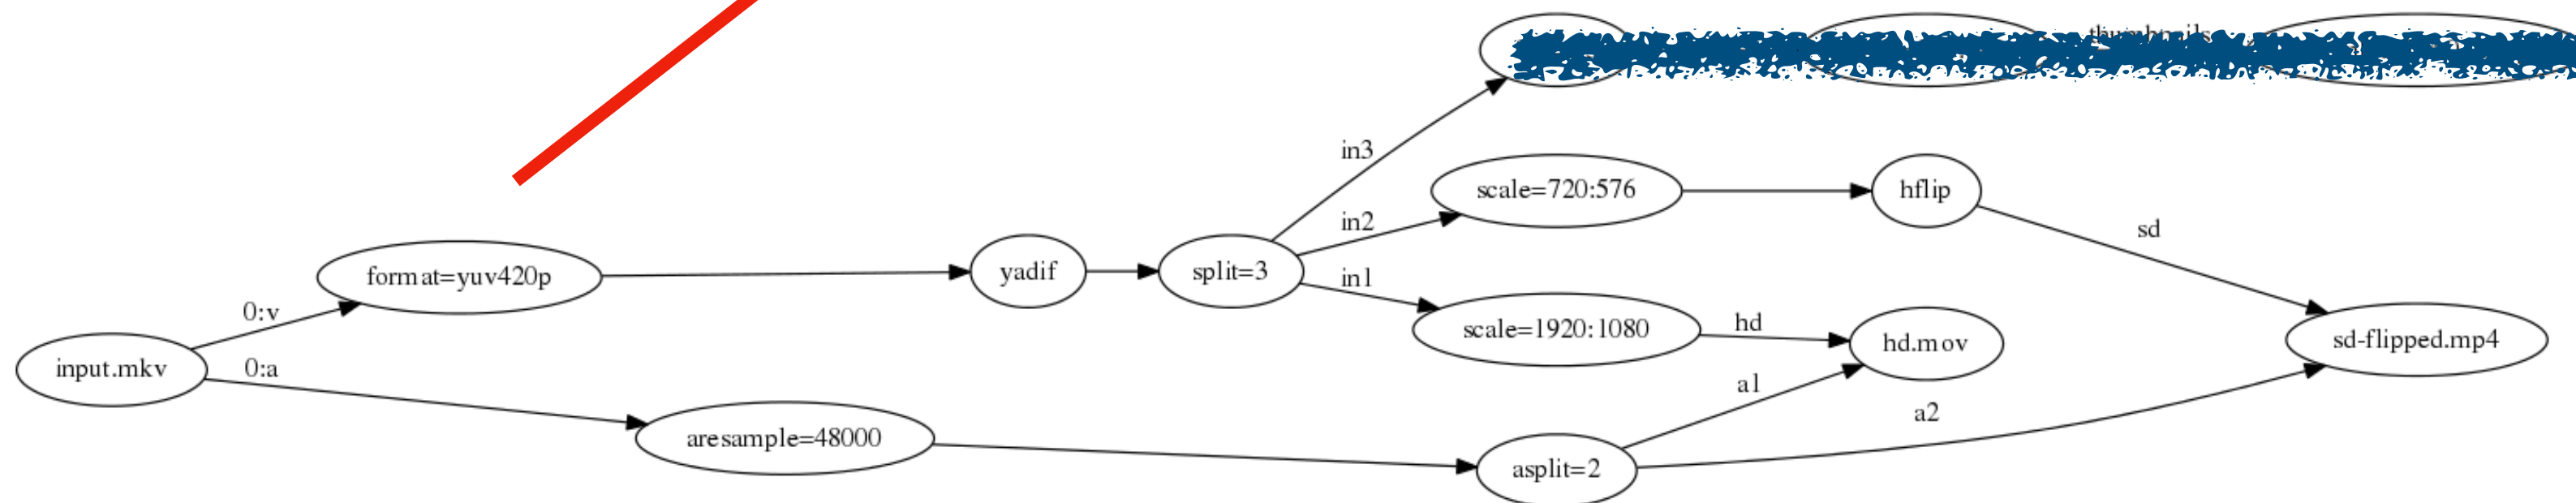 thumbnails
in3
scale=720:576
hflip
in2
sd
format=yuv420p
yadif
split=3
in1
0:v
scale=1920:1080
hd
hd.mov
sd-flipped.mp4
input.mkv
0:a
a1
a2
aresample=48000
asplit=2